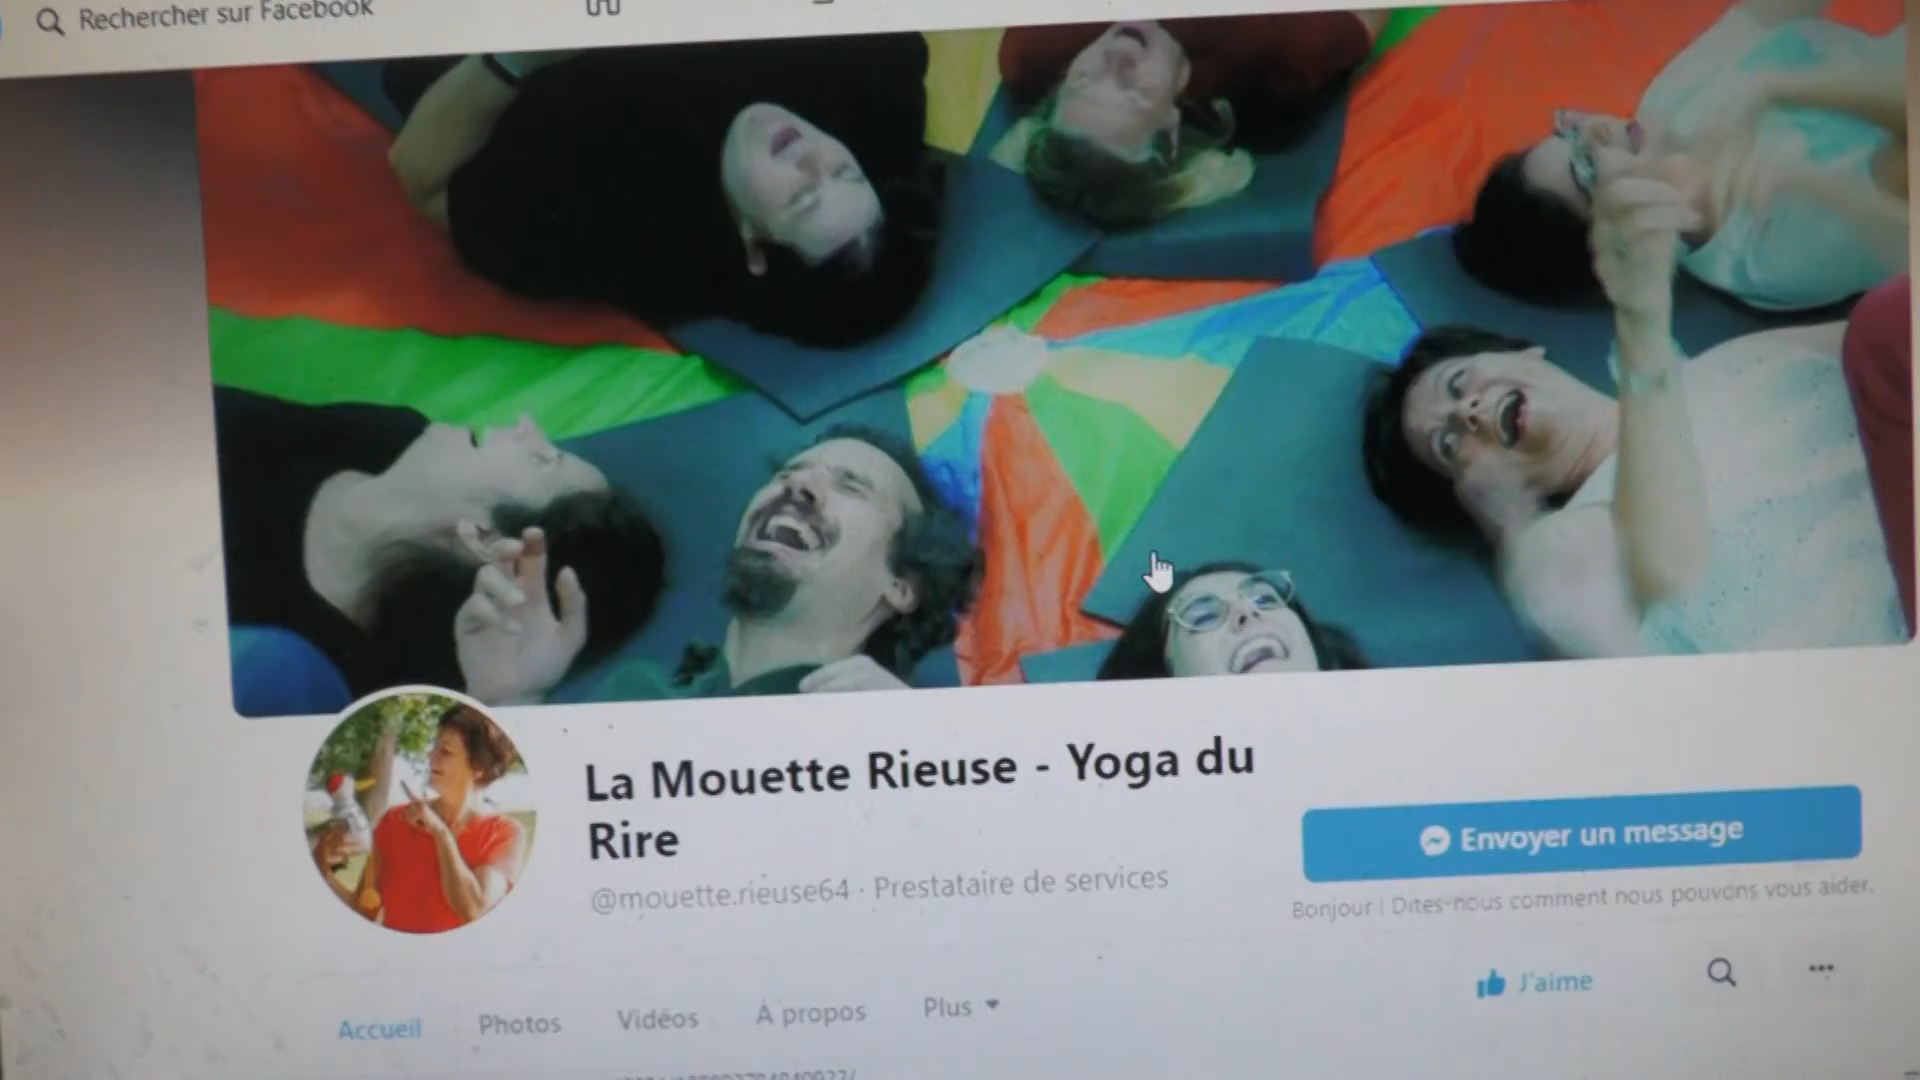 Rechercher sur Facebook
La Mouette Rieuse - Yoga du
Rire
@mouette.rieuse64 · Prestataire de services
Envoyer un message
Bonjour ! Dites-nous comment nous pouvons vous aider.
J'aime
Accueil Photos Vidéos À propos Plus